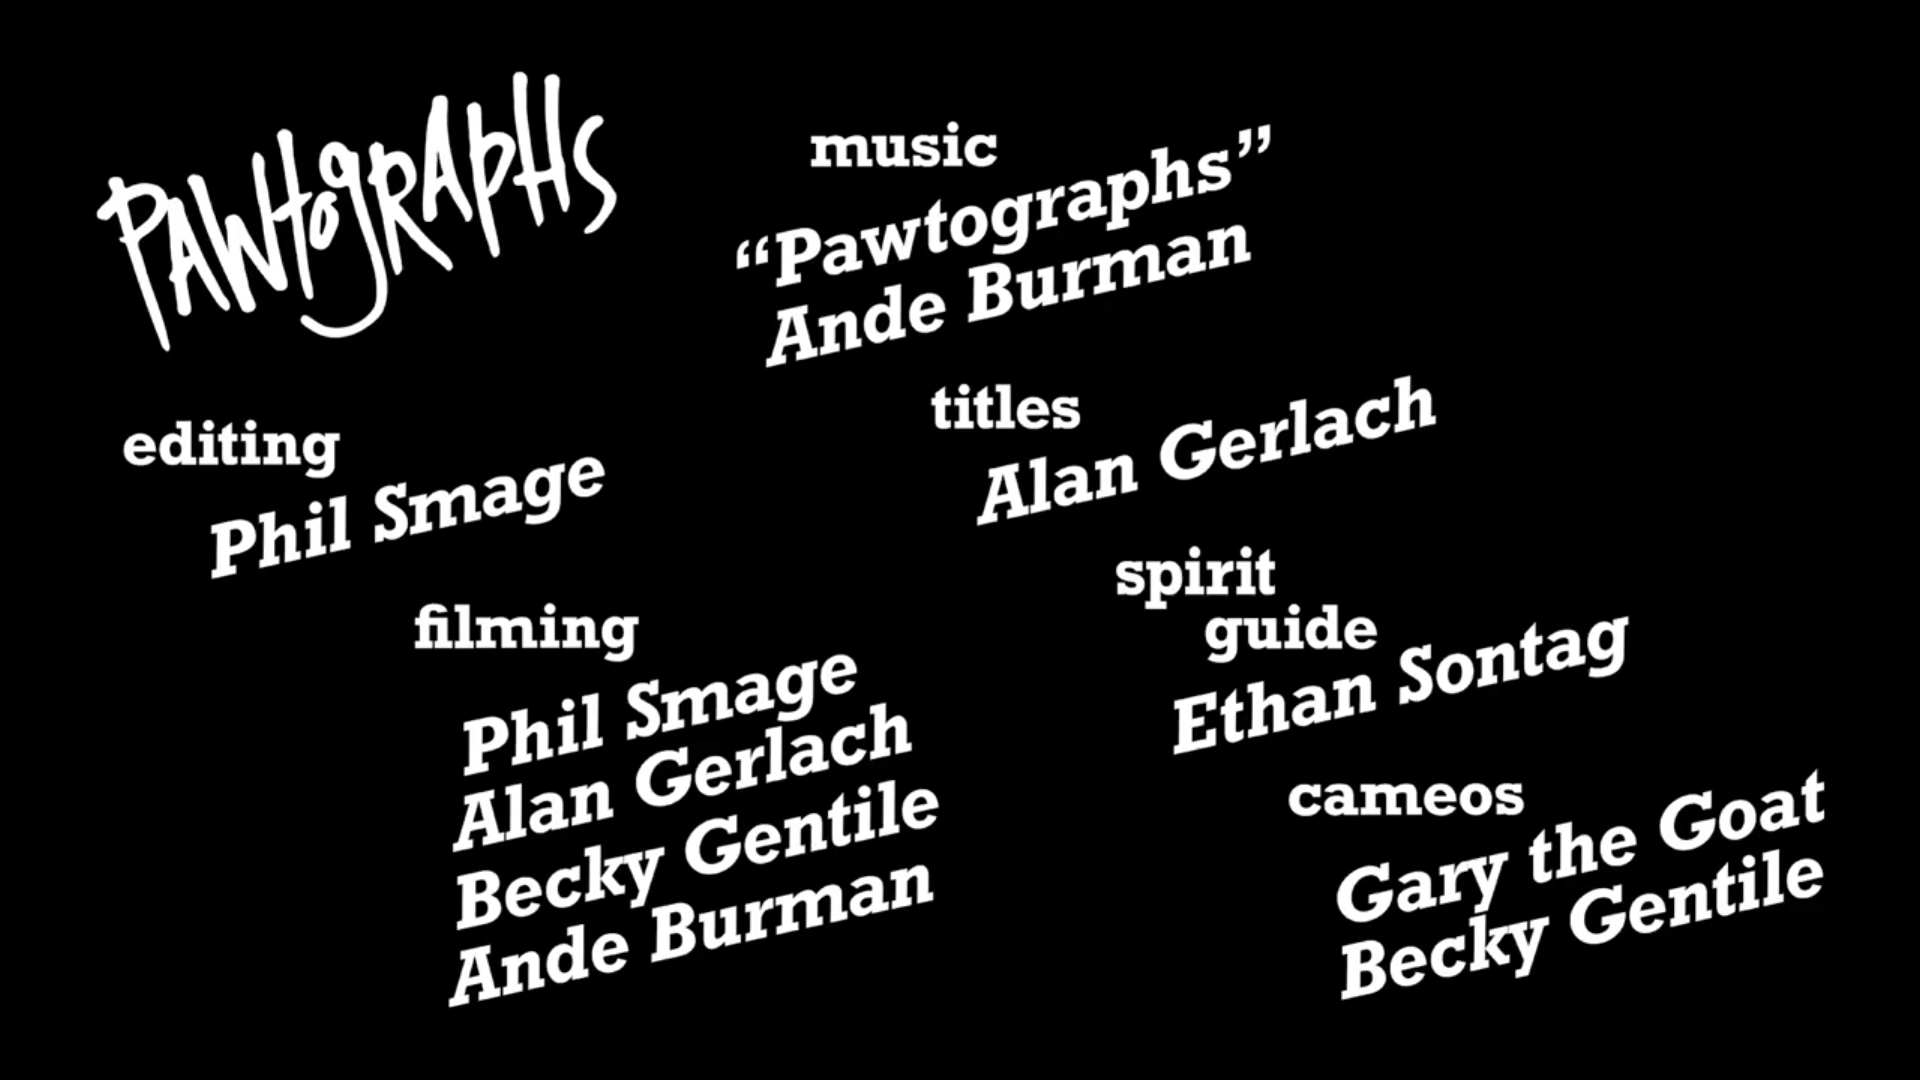 PAWtogRApHs
editing
Phil Smage
filming
Phil Smage
Alan Gerlach
Becky Gentile
Ande Burman
music
“Pawtographs”
Ande Burman
titles
Alan Gerlach
spirit
guide
Ethan Sontag
cameos
Gary the Goat
Becky Gentile